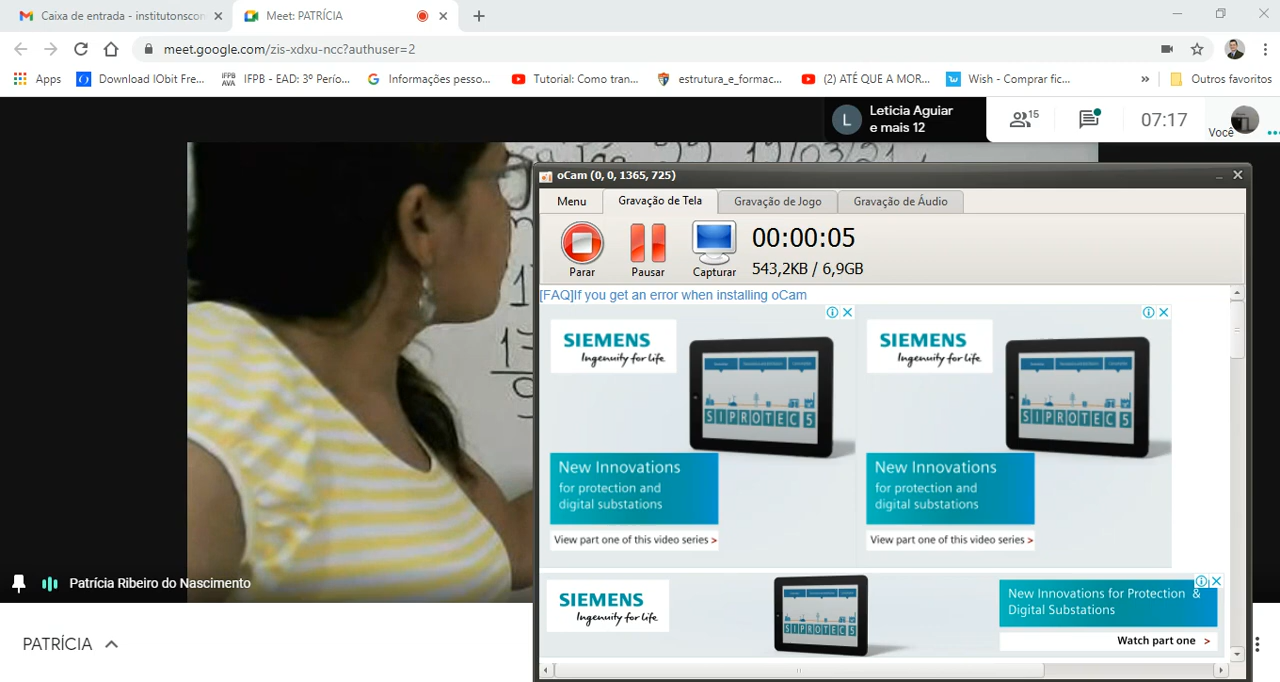 Caixa de entrada - institutonscon
Meet: PATRÍCIA
meet.google.com/zis-xdxu-ncc?authuser=2
Apps
Download IObit Fre...
IFPB AVA
IFPB - EAD: 3º Perío...
Informações pesso...
Tutorial: Como tran...
estrutura_e_formac...
(2) ATÉ QUE A MOR...
Wish - Comprar fic...
»
Outros favoritos
L
Leticia Aguiar
e mais 12
15
07:17
Você
19/03/21
oCam (0, 0, 1365, 725)
Menu
Gravação de Tela
Gravação de Jogo
Gravação de Áudio
00:00:05
543,2KB / 6,9GB
Parar
Pausar
Capturar
[FAQ]If you get an error when installing oCam
SIEMENS
Ingenuity for life
SIPROTEC 5
New Innovations
for protection and
digital substations
View part one of this video series >
SIEMENS
Ingenuity for life
SIPROTEC 5
New Innovations
for protection and
digital substations
View part one of this video series >
SIEMENS
Ingenuity for life
SIPROTEC 5
New Innovations for Protection &
Digital Substations
Watch part one >
Patrícia Ribeiro do Nascimento
PATRÍCIA